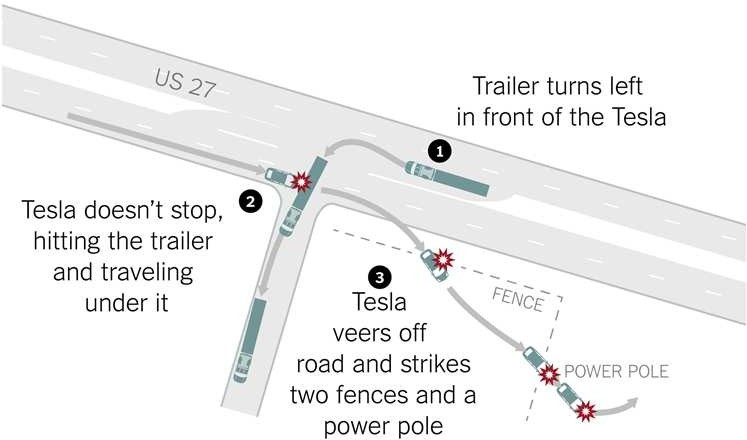 US 27
Trailer turns left
in front of the Tesla
1
2
Tesla doesn’t stop,
hitting the trailer
and traveling
under it
3
Tesla
veers off
road and strikes
two fences and a
power pole
FENCE
POWER POLE